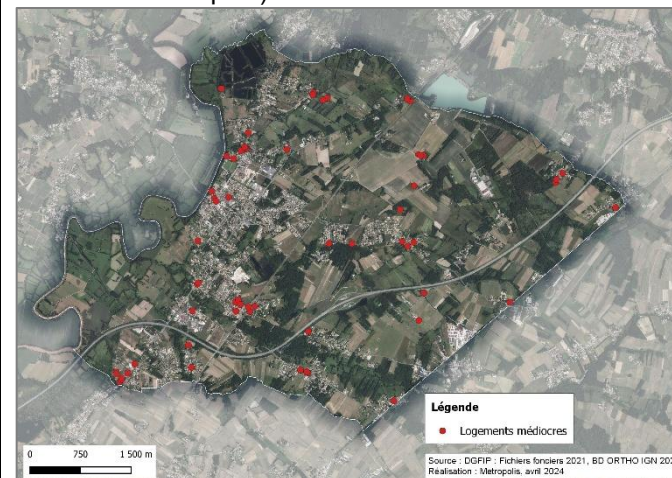 Légende
Logements médiocres
0 750 1 500 m
Source : DGFIP : Fichiers fonciers 2021, BD ORTHO IGN
Réalisation : Metropolis, avril 2024